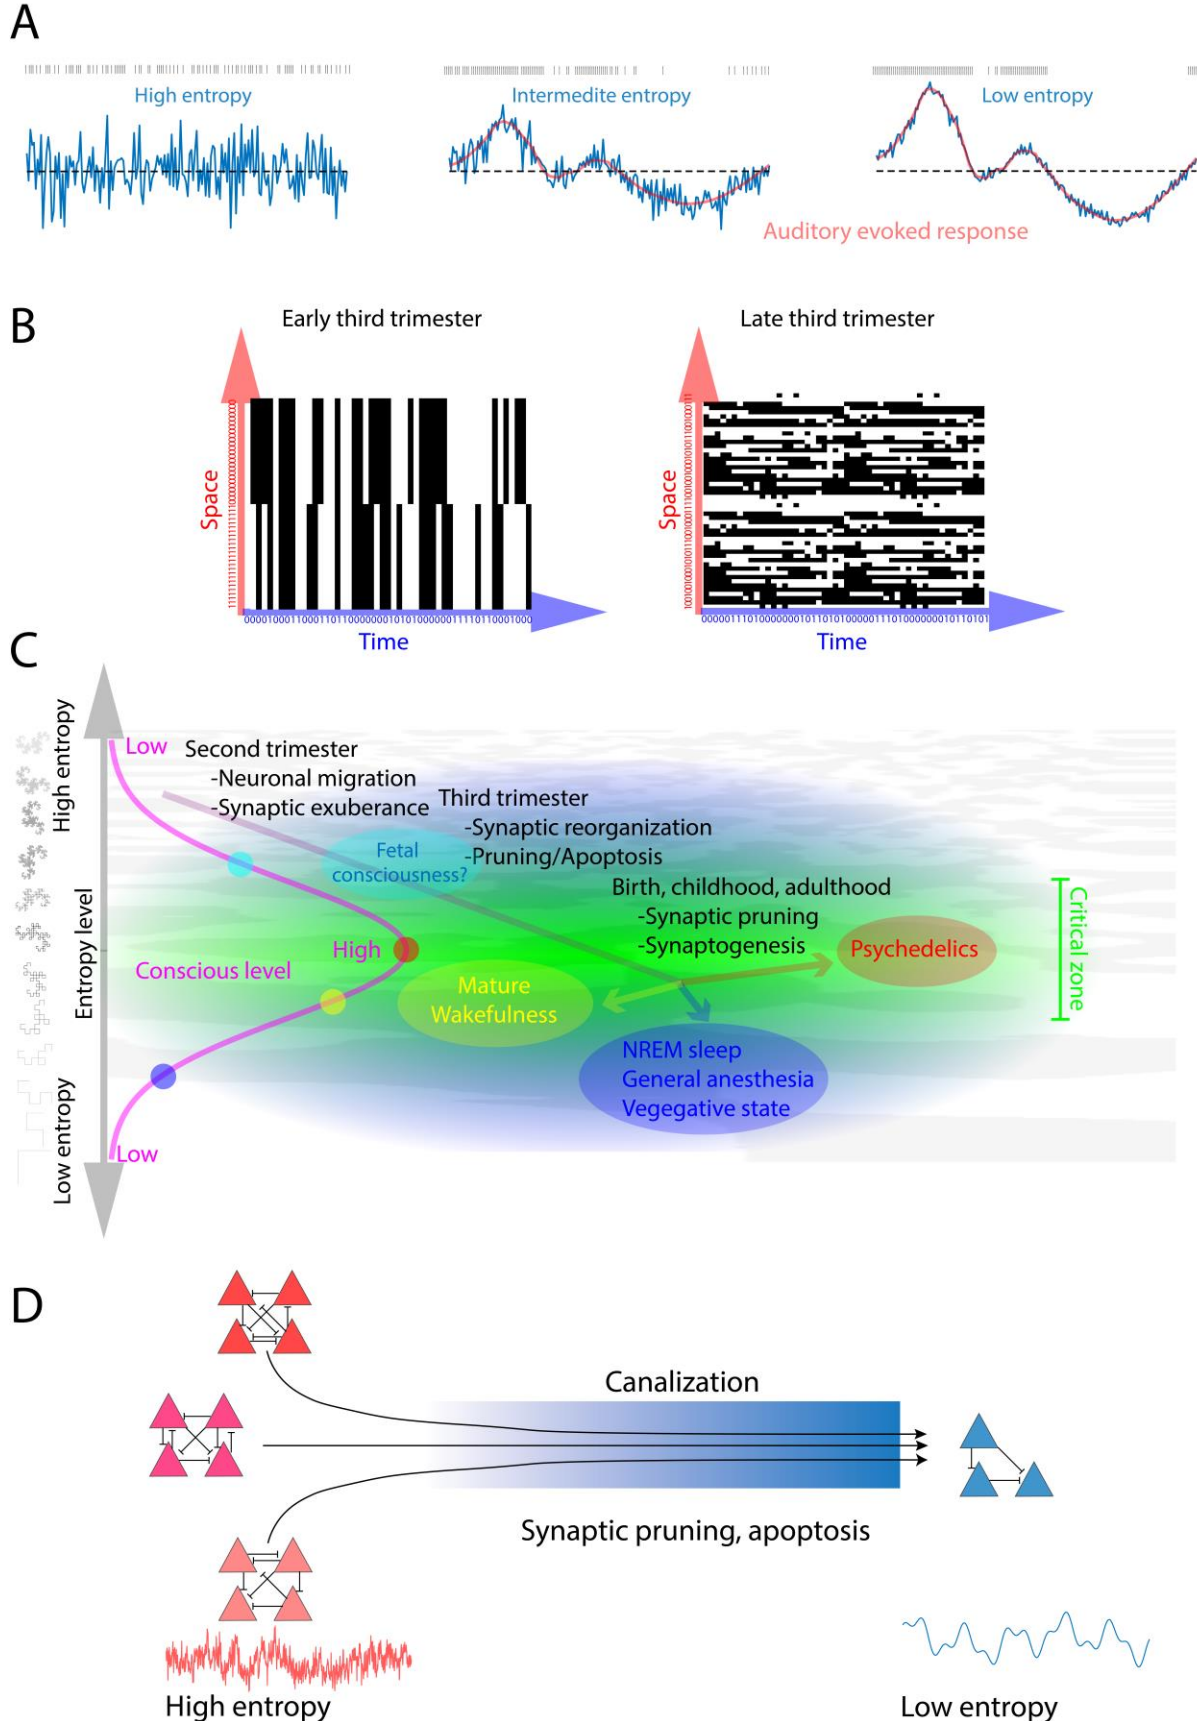 A
High entropy
Intermedite entropy
Low entropy
Auditory evoked response
B
Early third trimester
Late third trimester
Space
Time
Space
Time
C
High entropy
Entropy level
Low entropy
Low
High
Conscious level
Low
Second trimester
-Neuronal migration
-Synaptic exuberance
Third trimester
-Synaptic reorganization
-Pruning/Apoptosis
Fetal
consciousness?
Birth, childhood, adulthood
-Synaptic pruning
-Synaptogenesis
Psychedelics
Critical zone
Mature
Wakefulness
NREM sleep
General anesthesia
Vegegative state
D
Canalization
Synaptic pruning, apoptosis
High entropy
Low entropy